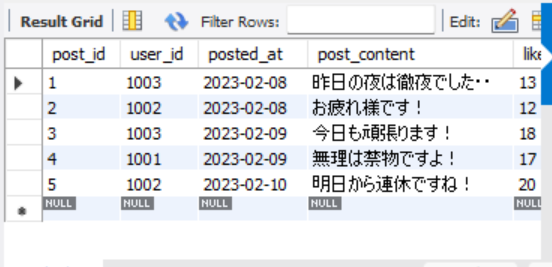 Result Grid Filter Rows: Edit:
post_id user_id posted_at post_content like
1 1003 2023-02-08 昨日の夜は徹夜でした・・ 13
2 1002 2023-02-08 お疲れ様です！ 12
3 1003 2023-02-09 今日も頑張ります！ 18
4 1001 2023-02-09 無理は禁物ですよ！ 17
5 1002 2023-02-10 明日から連休ですね！ 20
NULL NULL NULL NULL NULL